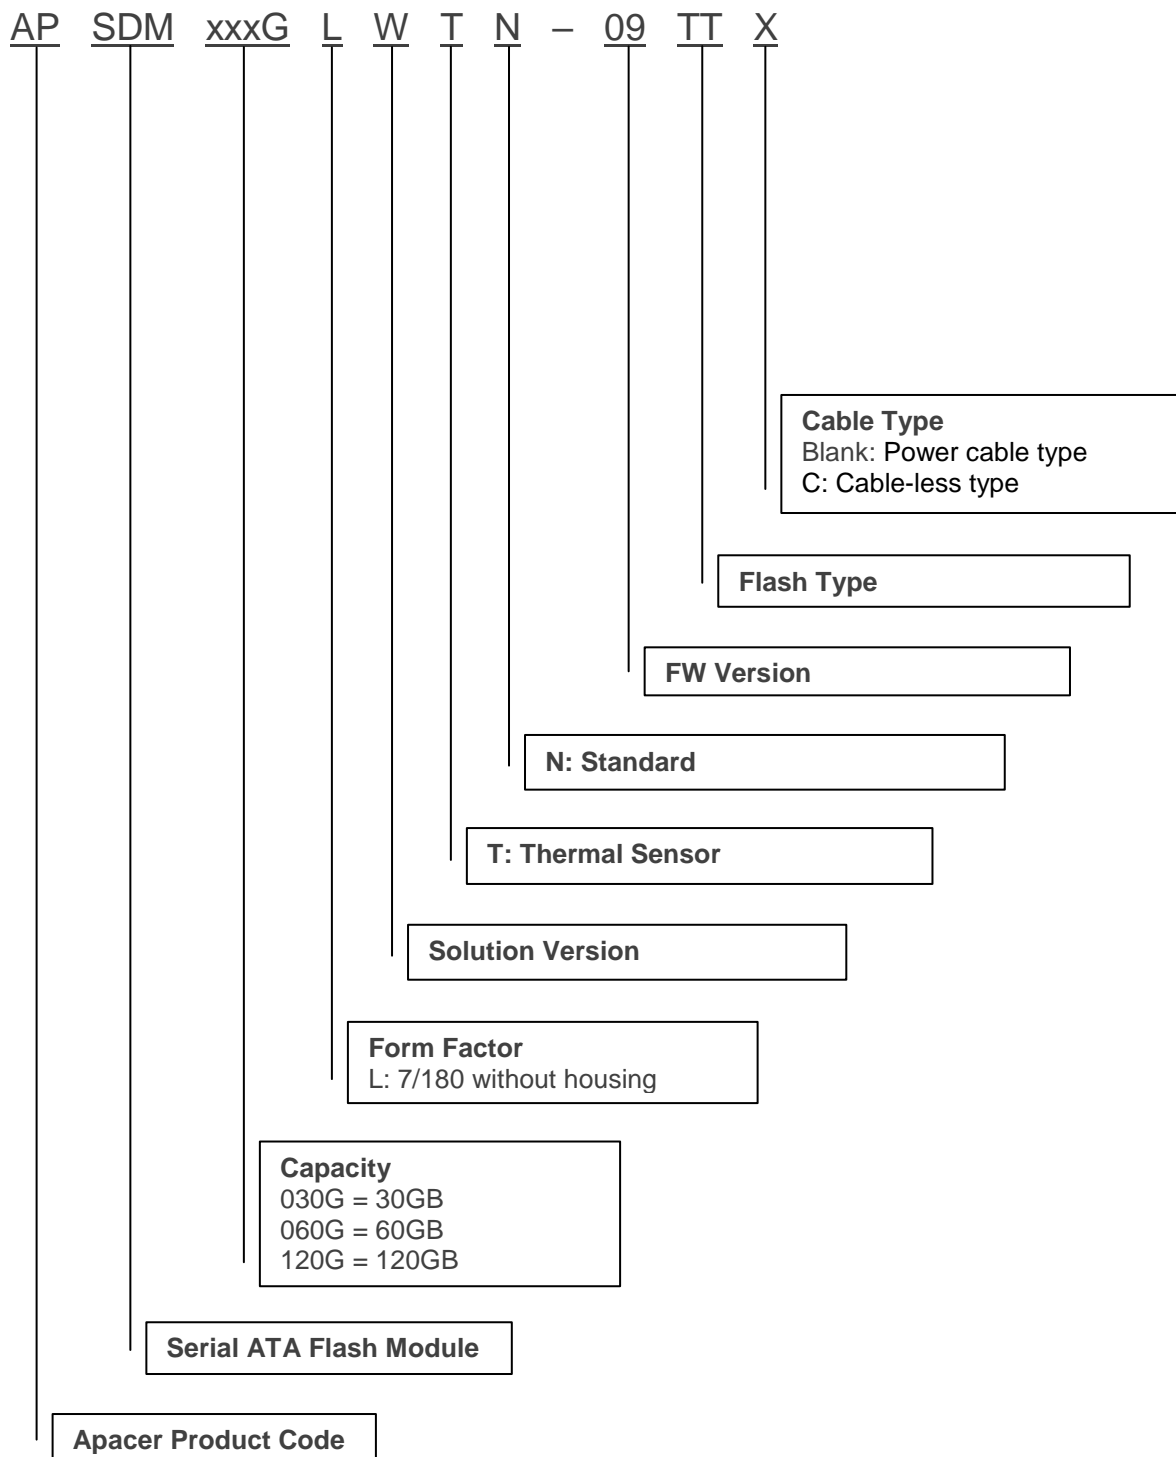 AP SDM xxxG L W T N – 09 TT X
Cable Type
Blank: Power cable type
C: Cable-less type
Flash Type
FW Version
N: Standard
T: Thermal Sensor
Solution Version
Form Factor
L: 7/180 without housing
Capacity
030G = 30GB
060G = 60GB
120G = 120GB
Serial ATA Flash Module
Apacer Product Code